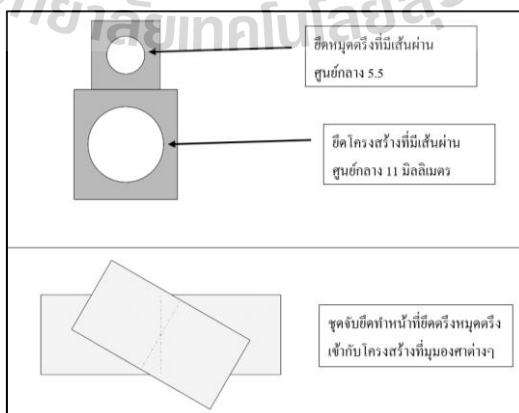 ยึดหมุดตรึงที่มีเส้นผ่าน
ศูนย์กลาง 5.5
ยึดโครงสร้างที่มีเส้นผ่าน
ศูนย์กลาง 11 มิลลิเมตร
ชุดจับยึดทำหน้าที่ยึดตรึงหมุดตรึง
เข้ากับโครงสร้างที่มุมองศาต่างๆ